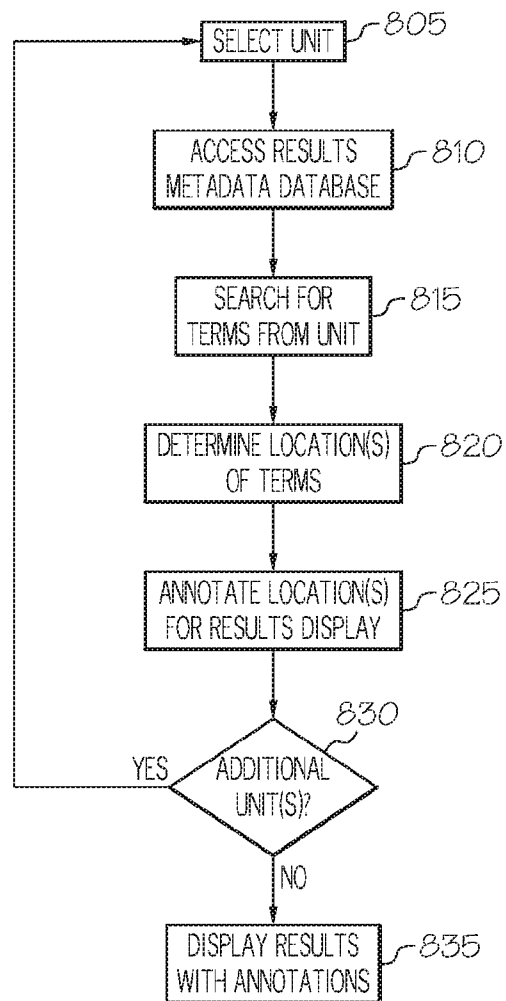 SELECT UNIT
805
ACCESS RESULTS
METADATA DATABASE
810
SEARCH FOR
TERMS FROM UNIT
815
DETERMINE LOCATION(S)
OF TERMS
820
ANNOTATE LOCATION(S)
FOR RESULTS DISPLAY
825
830
YES
ADDITIONAL
UNIT(S)?
NO
DISPLAY RESULTS
WITH ANNOTATIONS
835